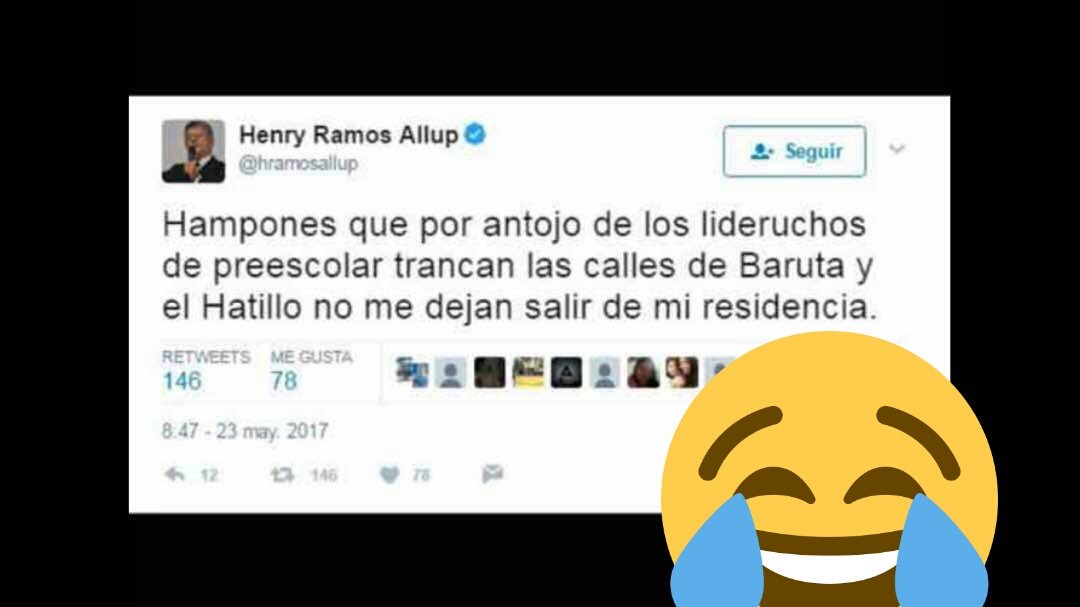 Henry Ramos Allup
@hramosallup
Seguir
Hampones que por antojo de los lideruchos
de preescolar trancan las calles de Baruta y
el Hatillo no me dejan salir de mi residencia.
RETWEETS ME GUSTA
146 78
8:47 - 23 may. 2017
12 146 78